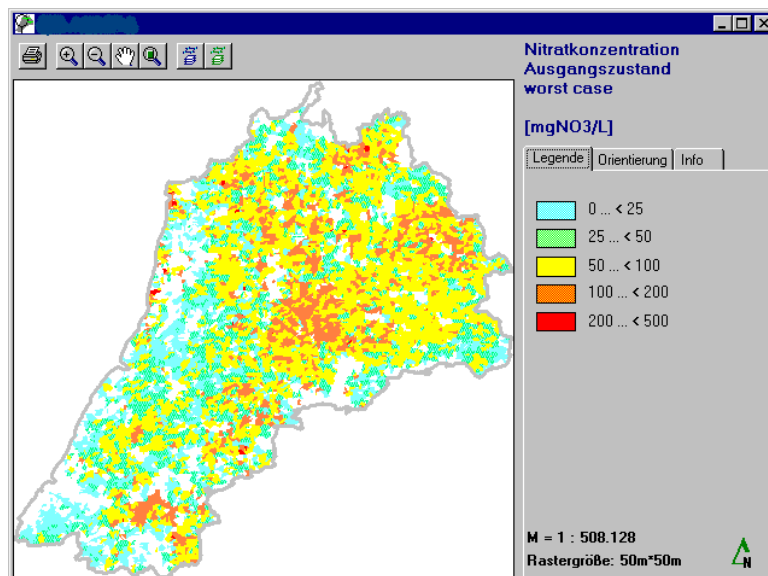 Nitratkonzentration
Ausgangszustand
worst case
[mgNO3/L]
Legende Orientierung Info
0 ... < 25
25 ... < 50
50 ... < 100
100 ... < 200
200 ... < 500
M = 1 : 508.128
Rastergröße: 50m*50m
N